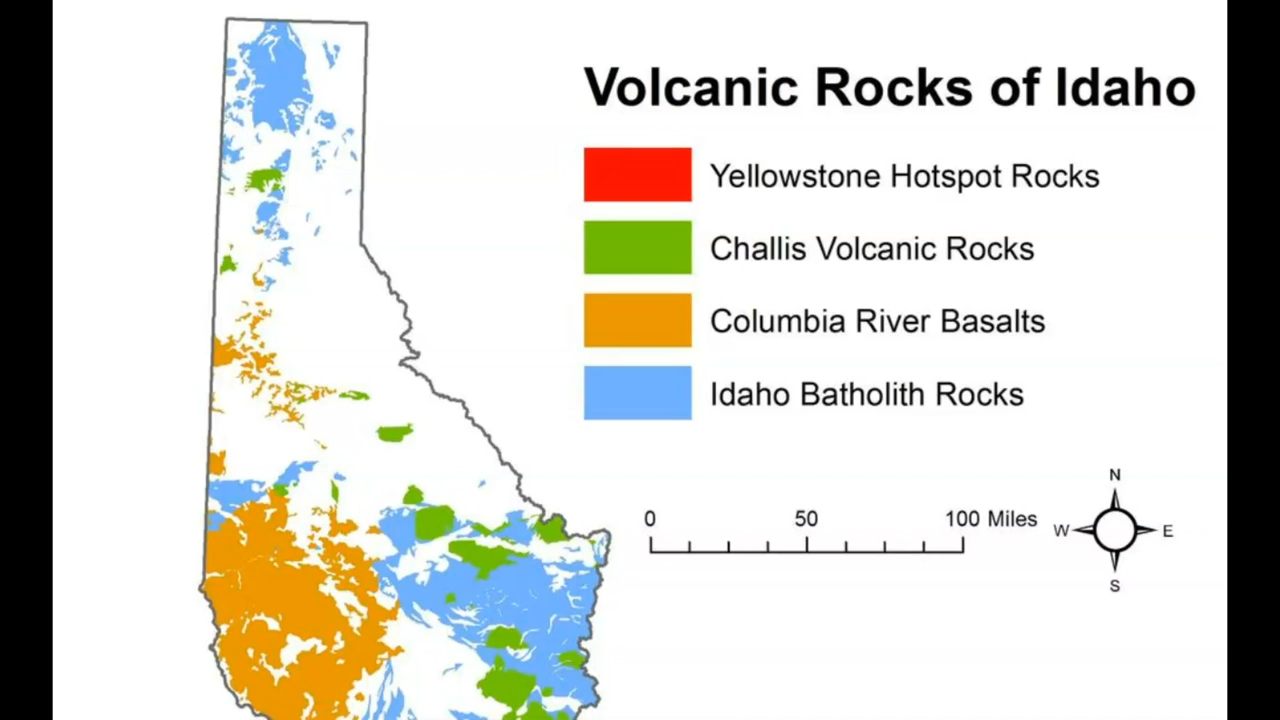 Volcanic Rocks of Idaho
Yellowstone Hotspot Rocks
Challis Volcanic Rocks
Columbia River Basalts
Idaho Batholith Rocks
0 50 100 Miles
N
W E
S